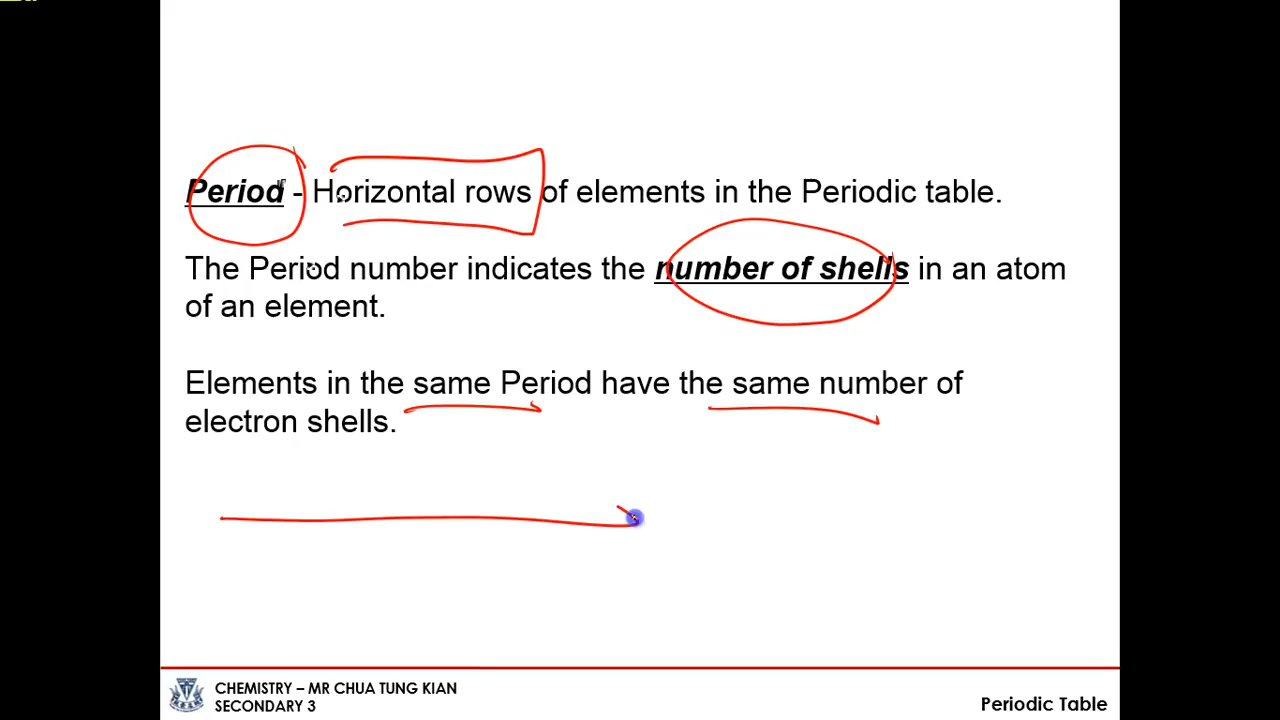 Period - Horizontal rows of elements in the Periodic table.
The Period number indicates the number of shells in an atom
of an element.
Elements in the same Period have the same number of
electron shells.
CHEMISTRY – MR CHUA TUNG KIAN
SECONDARY 3
Periodic Table